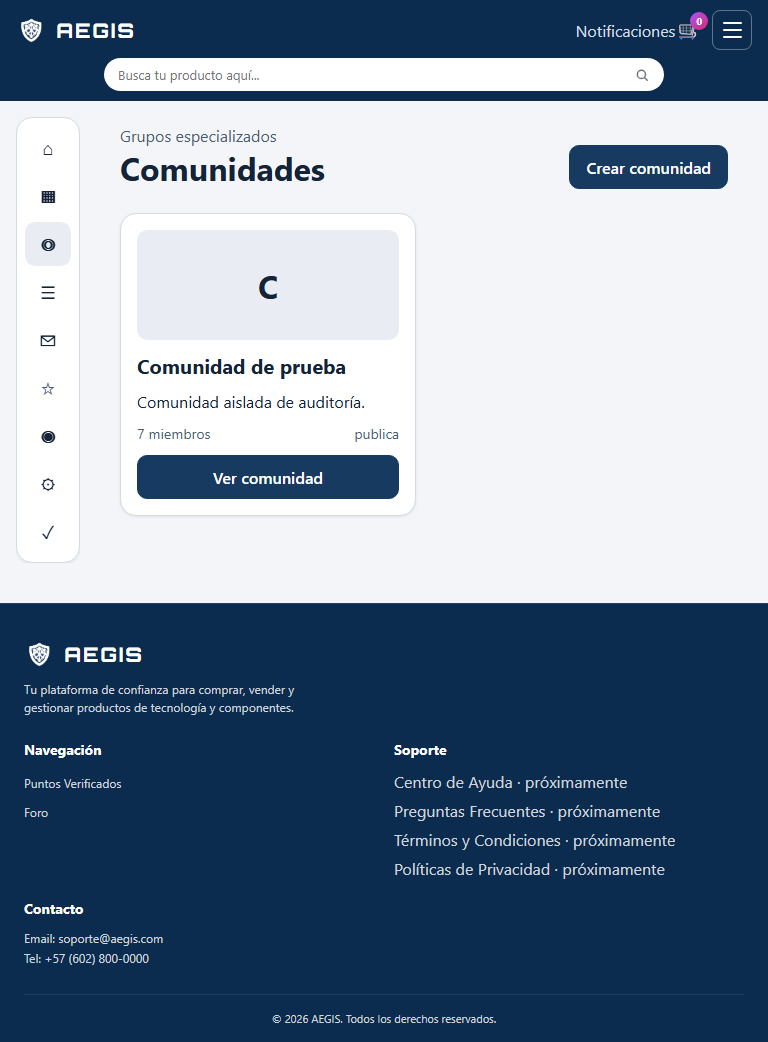 AEGIS
Notificaciones
0
Busca tu producto aquí...
Grupos especializados
Comunidades
Crear comunidad
C
Comunidad de prueba
Comunidad aislada de auditoría.
7 miembros
publica
Ver comunidad
AEGIS
Tu plataforma de confianza para comprar, vender y
gestionar productos de tecnología y componentes.
Navegación
Puntos Verificados
Foro
Soporte
Centro de Ayuda · próximamente
Preguntas Frecuentes · próximamente
Términos y Condiciones · próximamente
Políticas de Privacidad · próximamente
Contacto
Email: soporte@aegis.com
Tel: +57 (602) 800-0000
© 2026 AEGIS. Todos los derechos reservados.